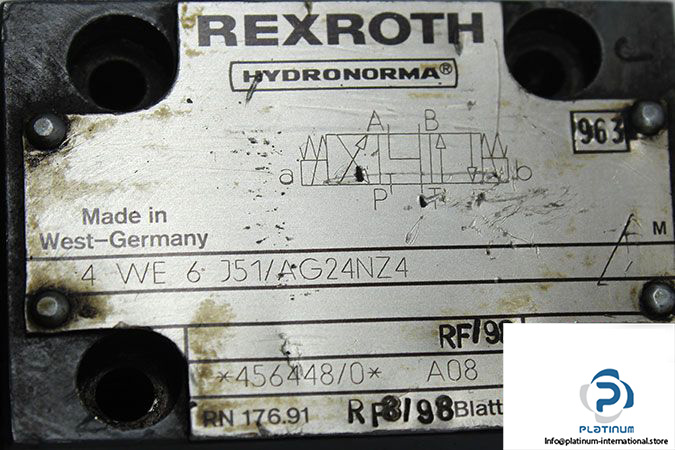 REXROTH
HYDRONORMA®
963
A B
a b
P T
Made in
West-Germany
M
4 WE 6 J51/AG24NZ4
*456448/0* A08
RN 176.91 Blatt
PLATINUM
Info@platinum-international.store